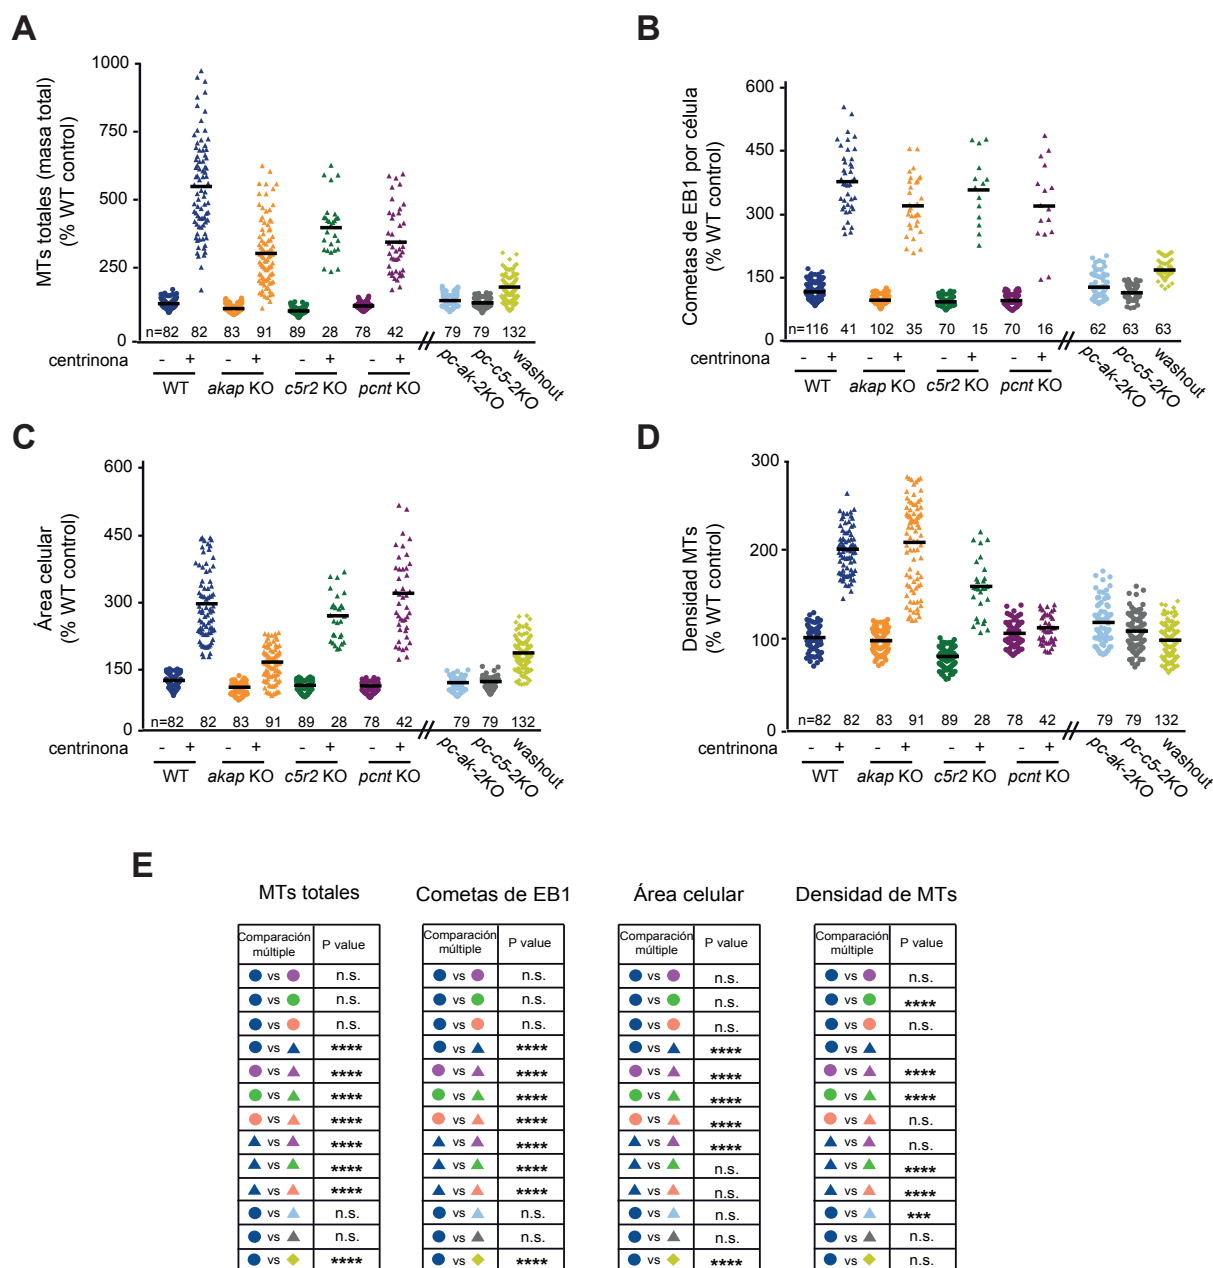 A
MTs totales (masa total)
(% WT control)
1000
750
500
250
0
n=82 82 83 91 89 28 78 42 79 79 132
centrinona - + - + - + - +
WT akap KO c5r2 KO pcnt KO pc-ak-2KO pc-c5-2KO washout
B
Cometas de EB1 por célula
(% WT control)
600
450
300
150
0
n=116 41 102 35 70 15 70 16 62 63 63
centrinona - + - + - + - +
WT akap KO c5r2 KO pcnt KO pc-ak-2KO pc-c5-2KO washout
C
Área celular
(% WT control)
600
450
300
150
0
n=82 82 83 91 89 28 78 42 79 79 132
centrinona - + - + - + - +
WT akap KO c5r2 KO pcnt KO pc-ak-2KO pc-c5-2KO washout
D
Densidad MTs
(% WT control)
300
200
100
0
n=82 82 83 91 89 28 78 42 79 79 132
centrinona - + - + - + - +
WT akap KO c5r2 KO pcnt KO pc-ak-2KO pc-c5-2KO washout
E
MTs totales
Comparación múltiple P value
vs n.s.
vs n.s.
vs n.s.
vs ****
vs ****
vs ****
vs ****
vs ****
vs ****
vs ****
vs n.s.
vs n.s.
vs ****
Cometas de EB1
Comparación múltiple P value
vs n.s.
vs n.s.
vs n.s.
vs ****
vs ****
vs ****
vs ****
vs ****
vs ****
vs ****
vs n.s.
vs n.s.
vs ****
Área celular
Comparación múltiple P value
vs n.s.
vs n.s.
vs n.s.
vs ****
vs ****
vs ****
vs ****
vs ****
vs n.s.
vs n.s.
vs n.s.
vs n.s.
vs ****
Densidad de MTs
Comparación múltiple P value
vs n.s.
vs ****
vs n.s.
vs
vs ****
vs ****
vs n.s.
vs n.s.
vs ****
vs ****
vs ***
vs n.s.
vs n.s.